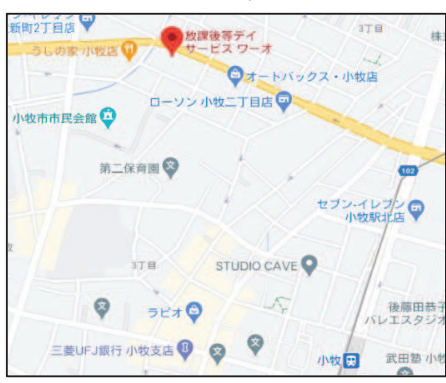 新町2丁目店
うしの家 小牧店
放課後等デイ
サービス ワーオ
3丁目
オートバックス・小牧店
ローソン 小牧二丁目店
小牧市市民会館
第二保育園
102
セブン-イレブン
小牧駅北店
3丁目
STUDIO CAVE
ラピオ
後藤田恭子
バレエスタジオ
三菱UFJ銀行 小牧支店
小牧
武田塾 小牧